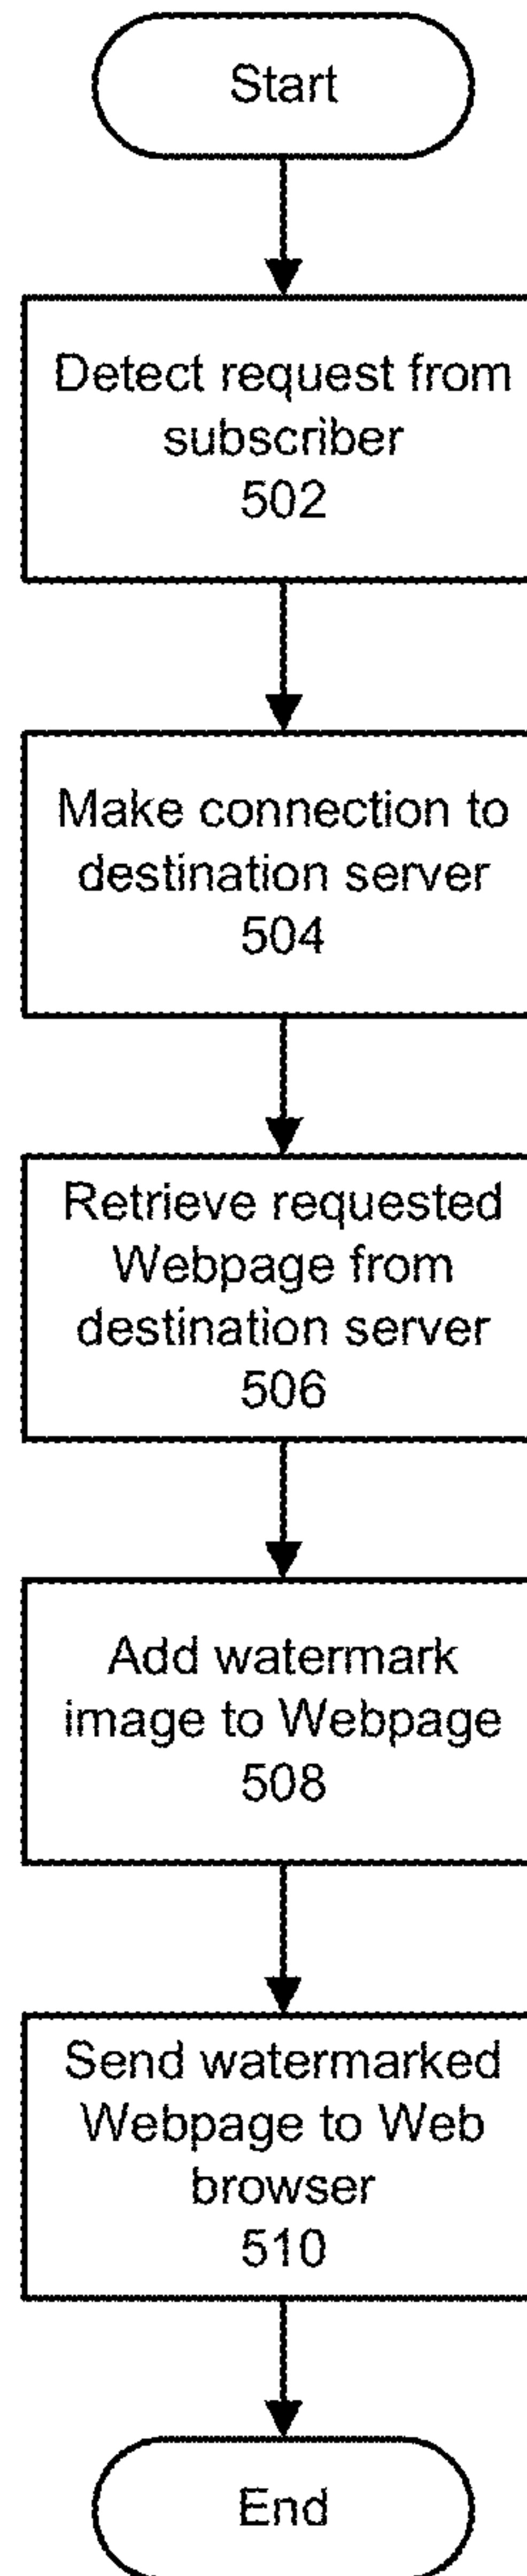 Start
Detect request from
subscriber
502
Make connection to
destination server
504
Retrieve requested
Webpage from
destination server
506
Add watermark
image to Webpage
508
Send watermarked
Webpage to Web
browser
510
End